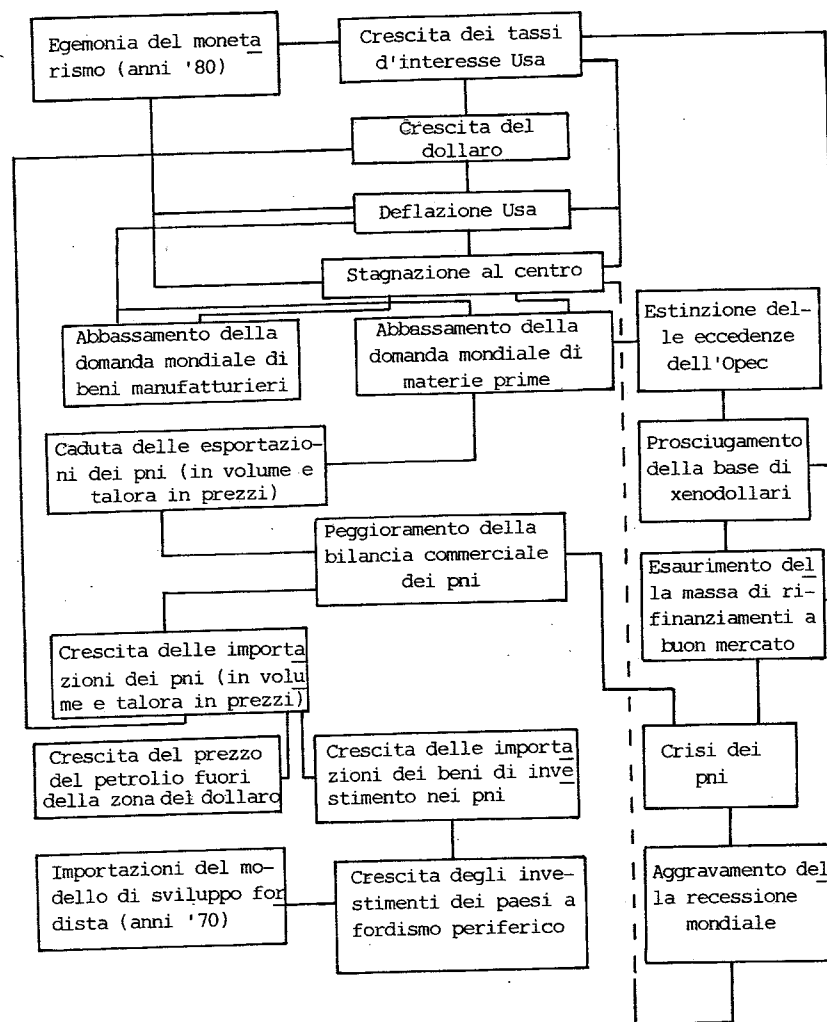 Egemonia del moneta
rismo (anni '80)
Crescita dei tassi
d'interesse Usa
Crescita del
dollaro
Deflazione Usa
Stagnazione al centro
Abbassamento della
domanda mondiale di
beni manufatturieri
Abbassamento della
domanda mondiale di
materie prime
Estinzione del-
le eccedenze
dell'Opec
Caduta delle esportazio-
ni dei pni (in volume e
talora in prezzi)
Prosciugamento
della base di
xenodollari
Peggioramento della
bilancia commerciale
dei pni
Esaurimento del
la massa di ri-
finanziamenti a
buon mercato
Crescita delle importa
zioni dei pni (in volu
me e talora in prezzi)
Crescita del prezzo
del petrolio fuori
della zona del dollaro
Crescita delle importa
zioni dei beni di inve
stimento nei pni
Crisi dei
pni
Importazioni del mo-
dello di sviluppo for
dista (anni '70)
Crescita degli inve-
stimenti dei paesi a
fordismo periferico
Aggravamento del
la recessione
mondiale